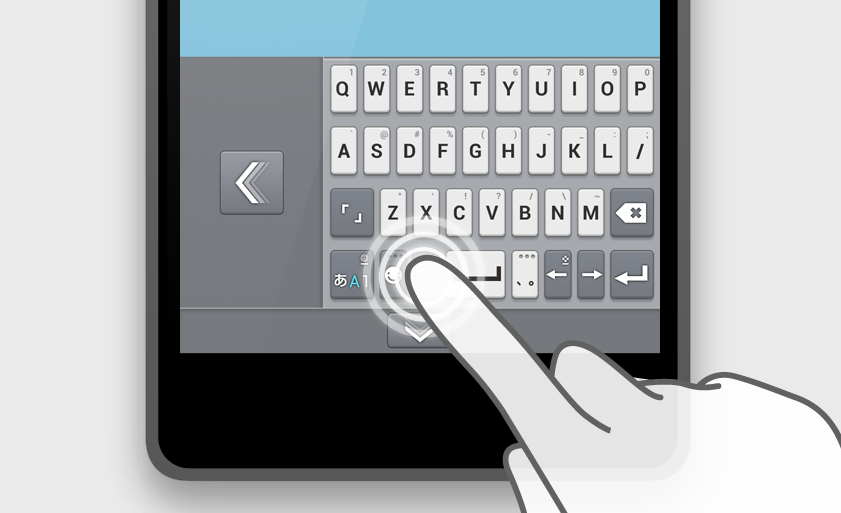 1 2 3 4 5 6 7 8 9 0
Q W E R T Y U I O P
` @ # % ( ) - _ : ;
A S D F G H J K L /
" ' ! ? / \ ~
「」 Z X C V B N M
あA1 、。